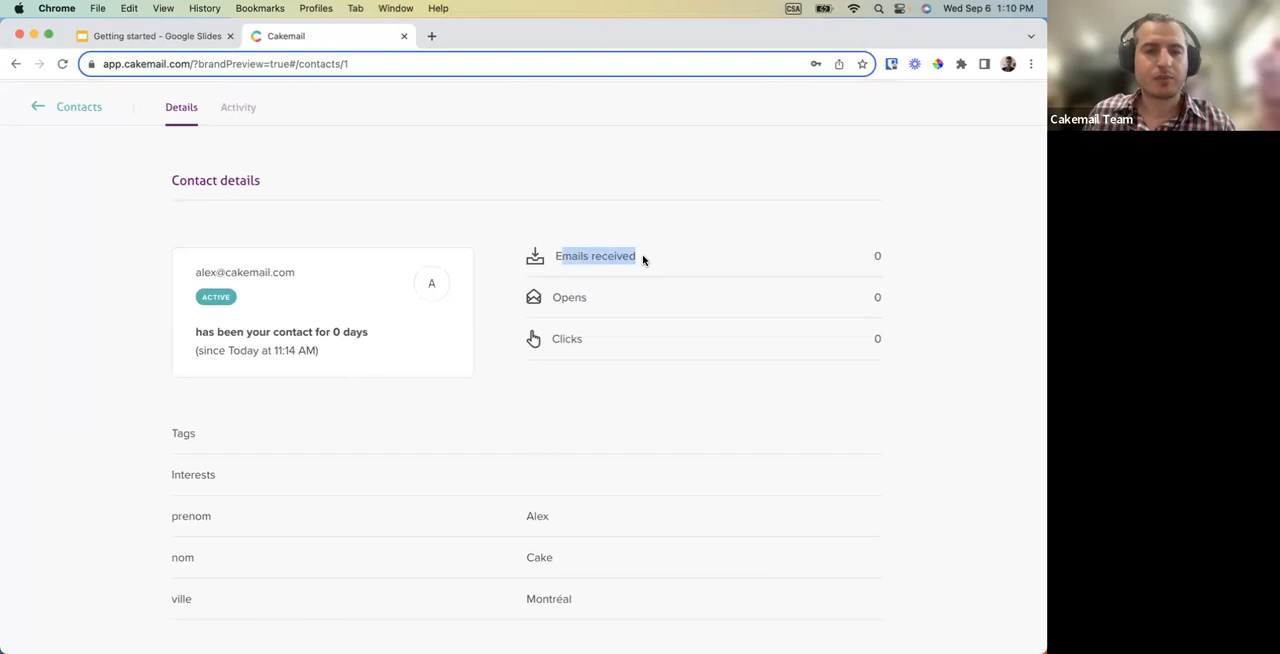 Chrome File Edit View History Bookmarks Profiles Tab Window Help CSA Wed Sep 6 1:10 PM
Getting started - Google Slides Cakemail
app.cakemail.com/?brandPreview=true#/contacts/1
Cakemail Team
Contacts Details Activity
Contact details
alex@cakemail.com
A
ACTIVE
has been your contact for 0 days
(since Today at 11:14 AM)
Emails received 0
Opens 0
Clicks 0
Tags
Interests
prenom Alex
nom Cake
ville Montréal